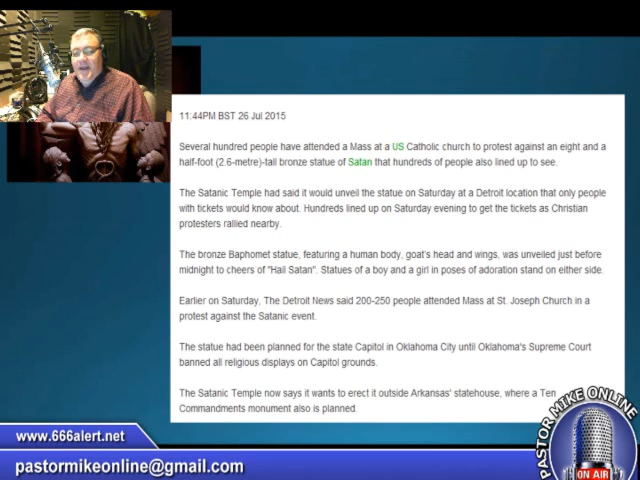 11:44PM BST 26 Jul 2015
Several hundred people have attended a Mass at a US Catholic church to protest against an eight and a
half-foot (2.6-metre)-tall bronze statue of Satan that hundreds of people also lined up to see.
The Satanic Temple had said it would unveil the statue on Saturday at a Detroit location that only people
with tickets would know about. Hundreds lined up on Saturday evening to get the tickets as Christian
protesters rallied nearby.
The bronze Baphomet statue, featuring a human body, goat's head and wings, was unveiled just before
midnight to cheers of "Hail Satan". Statues of a boy and a girl in poses of adoration stand on either side.
Earlier on Saturday, The Detroit News said 200-250 people attended Mass at St. Joseph Church in a
protest against the Satanic event.
The statue had been planned for the state Capitol in Oklahoma City until Oklahoma's Supreme Court
banned all religious displays on Capitol grounds.
The Satanic Temple now says it wants to erect it outside Arkansas' statehouse, where a Ten
Commandments monument also is planned.
PASTOR MIKE ONLINE
www.666alert.net
pastormikeonline@gmail.com
ON AIR